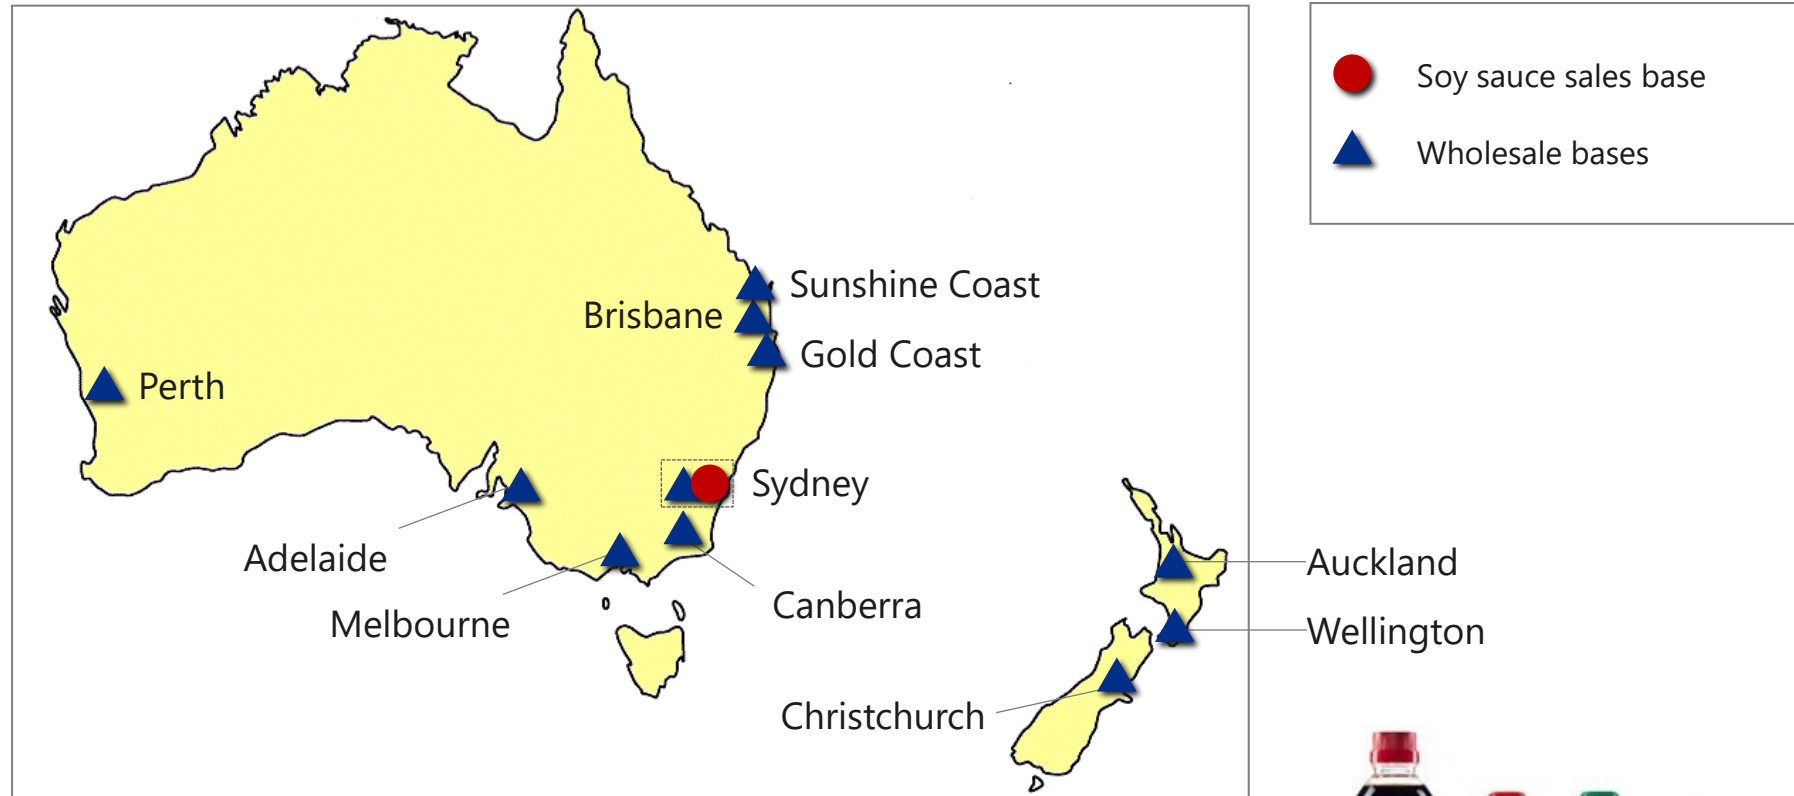 Soy sauce sales base
Wholesale bases
Sunshine Coast
Brisbane
Gold Coast
Perth
Sydney
Adelaide
Auckland
Canberra
Melbourne
Wellington
Christchurch